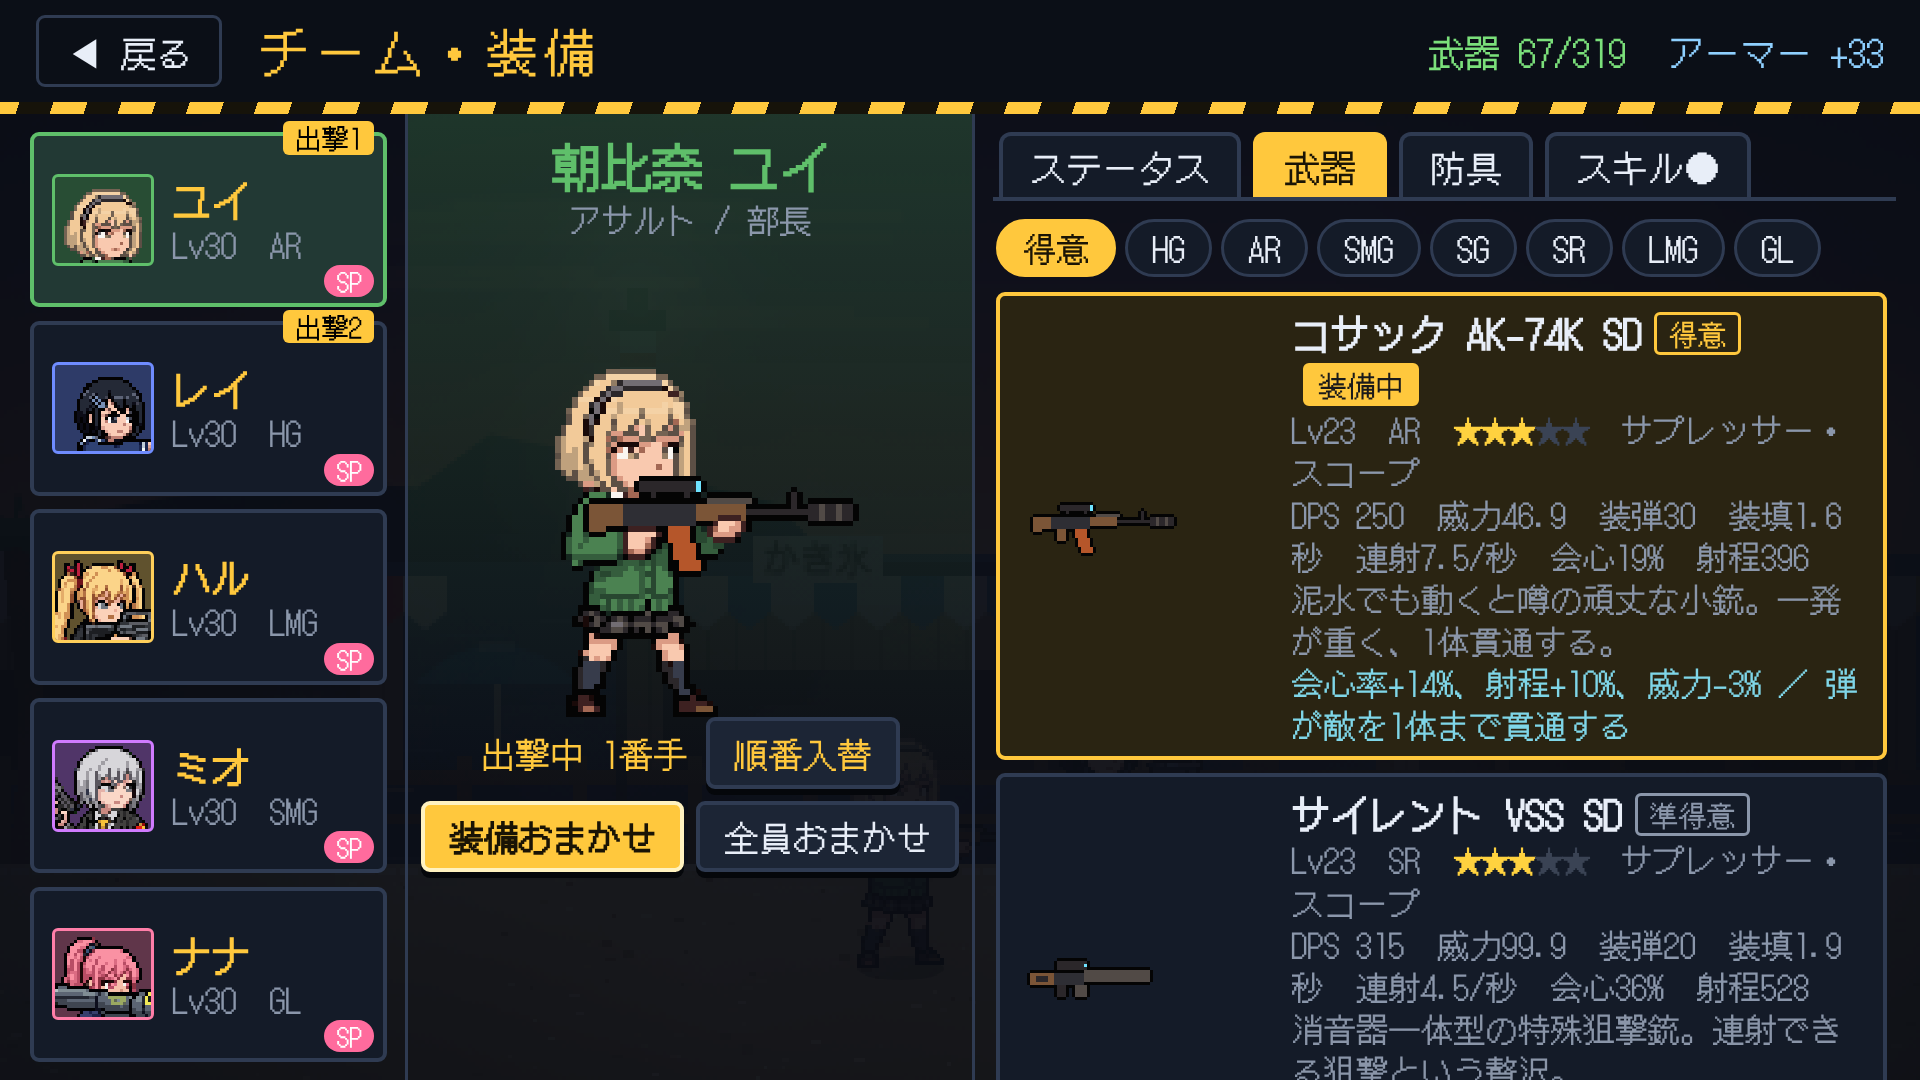 ◀ 戻る
チーム・装備
武器 67/319 アーマー +33
出撃1
ユイ
Lv30 AR
SP
出撃2
レイ
Lv30 HG
SP
ハル
Lv30 LMG
SP
ミオ
Lv30 SMG
SP
ナナ
Lv30 GL
SP
朝比奈 ユイ
アサルト / 部長
かき氷
出撃中 1番手
順番入替
装備おまかせ
全員おまかせ
ステータス
武器
防具
スキル●
得意
HG
AR
SMG
SG
SR
LMG
GL
コサック AK-74K SD 得意
装備中
Lv23 AR ★★★★★ サプレッサー・
スコープ
DPS 250 威力46.9 装弾30 装填1.6
秒 連射7.5/秒 会心19% 射程396
泥水でも動くと噂の頑丈な小銃。一発
が重く、1体貫通する。
会心率+14%、射程+10%、威力-3% / 弾
が敵を1体まで貫通する
サイレント VSS SD 準得意
Lv23 SR ★★★★★ サプレッサー・
スコープ
DPS 315 威力99.9 装弾20 装填1.9
秒 連射4.5/秒 会心36% 射程528
消音器一体型の特殊狙撃銃。連射でき
る狙撃という贅沢。